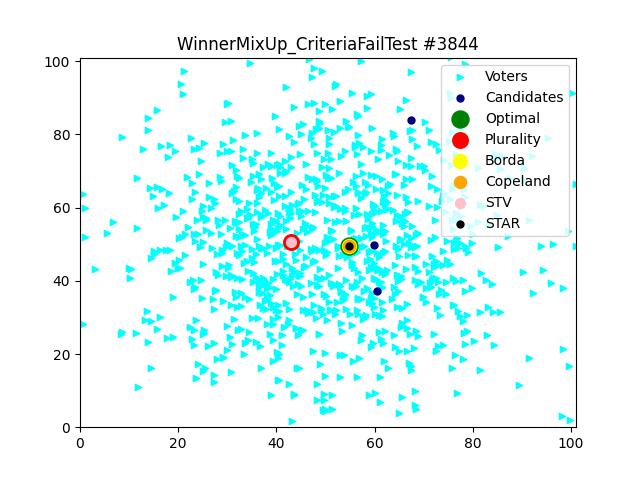 WinnerMixUp_CriteriaFailTest #3844
100
80
60
40
20
0
0 20 40 60 80 100
Voters
Candidates
Optimal
Plurality
Borda
Copeland
STV
STAR